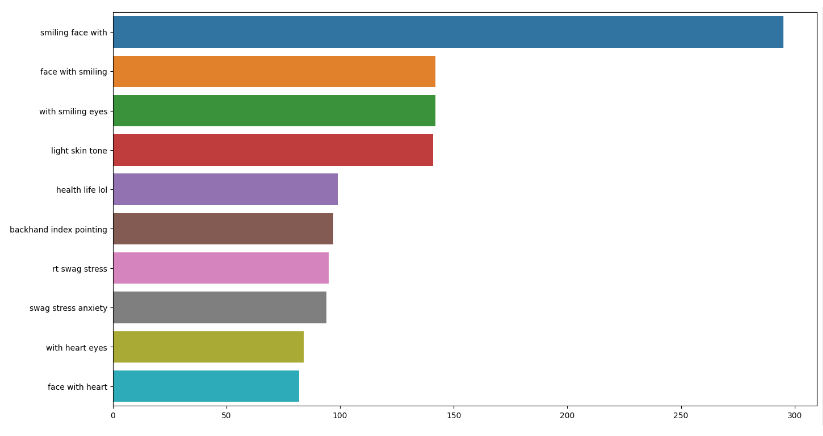 smiling face with
face with smiling
with smiling eyes
light skin tone
health life lol
backhand index pointing
rt swag stress
swag stress anxiety
with heart eyes
face with heart
0 50 100 150 200 250 300